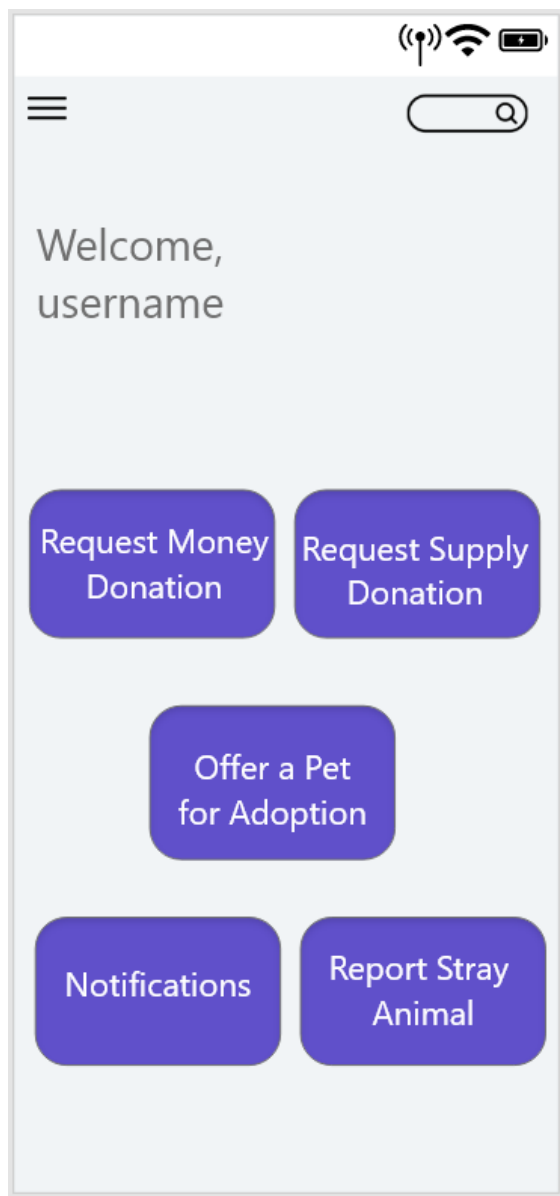 Welcome,
username
Request Money
Donation
Request Supply
Donation
Offer a Pet
for Adoption
Notifications
Report Stray
Animal